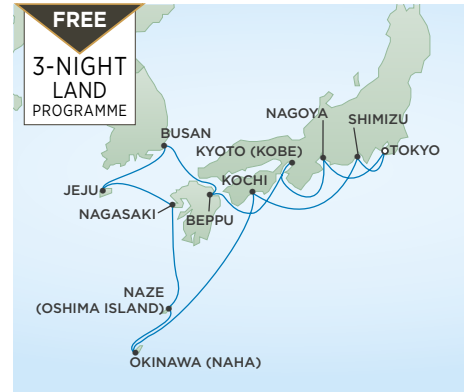 FREE
3-NIGHT
LAND
PROGRAMME
NAGOYA
SHIMIZU
BUSAN
KYOTO (KOBE)
TOKYO
KOCHI
JEJU
NAGASAKI
BEPPU
NAZE
(OSHIMA ISLAND)
OKINAWA (NAHA)